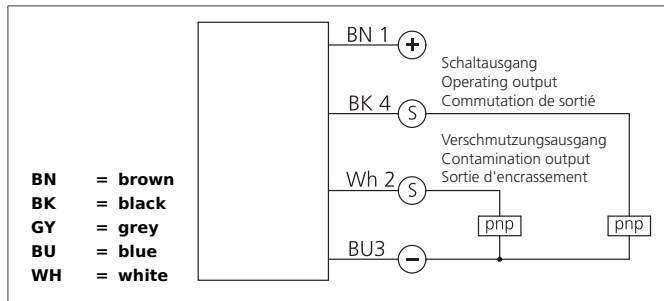 BN 1 +
Schaltausgang
Operating output
Commutation de sortié
BK 4 S
Verschmutzungsausgang
Contamination output
Sortie d'encrassement
Wh 2 S
pnp pnp
BU3 −
BN = brown
BK = black
GY = grey
BU = blue
WH = white